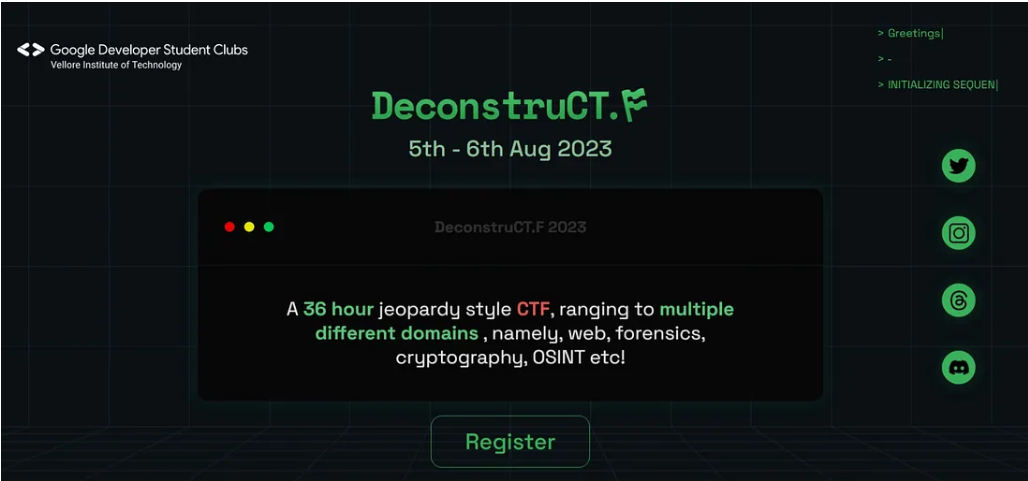 Google Developer Student Clubs
Vellore Institute of Technology
> Greetings|
> -
> INITIALIZING SEQUEN|
DeconstruCT.F
5th - 6th Aug 2023
DeconstruCT.F 2023
A 36 hour jeopardy style CTF, ranging to multiple
different domains , namely, web, forensics,
cryptography, OSINT etc!
Register